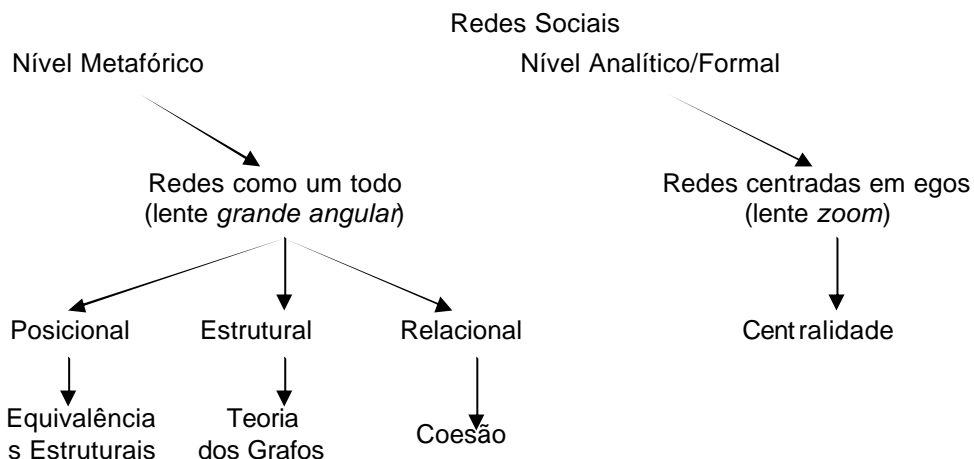 Redes Sociais
Nível Metafórico
Nível Analítico/Formal
Redes como um todo
(lente grande angular)
Redes centradas em egos
(lente zoom)
Posicional
Estrutural
Relacional
Centralidade
Equivalência
s Estruturais
Teoria
dos Grafos
Coesão